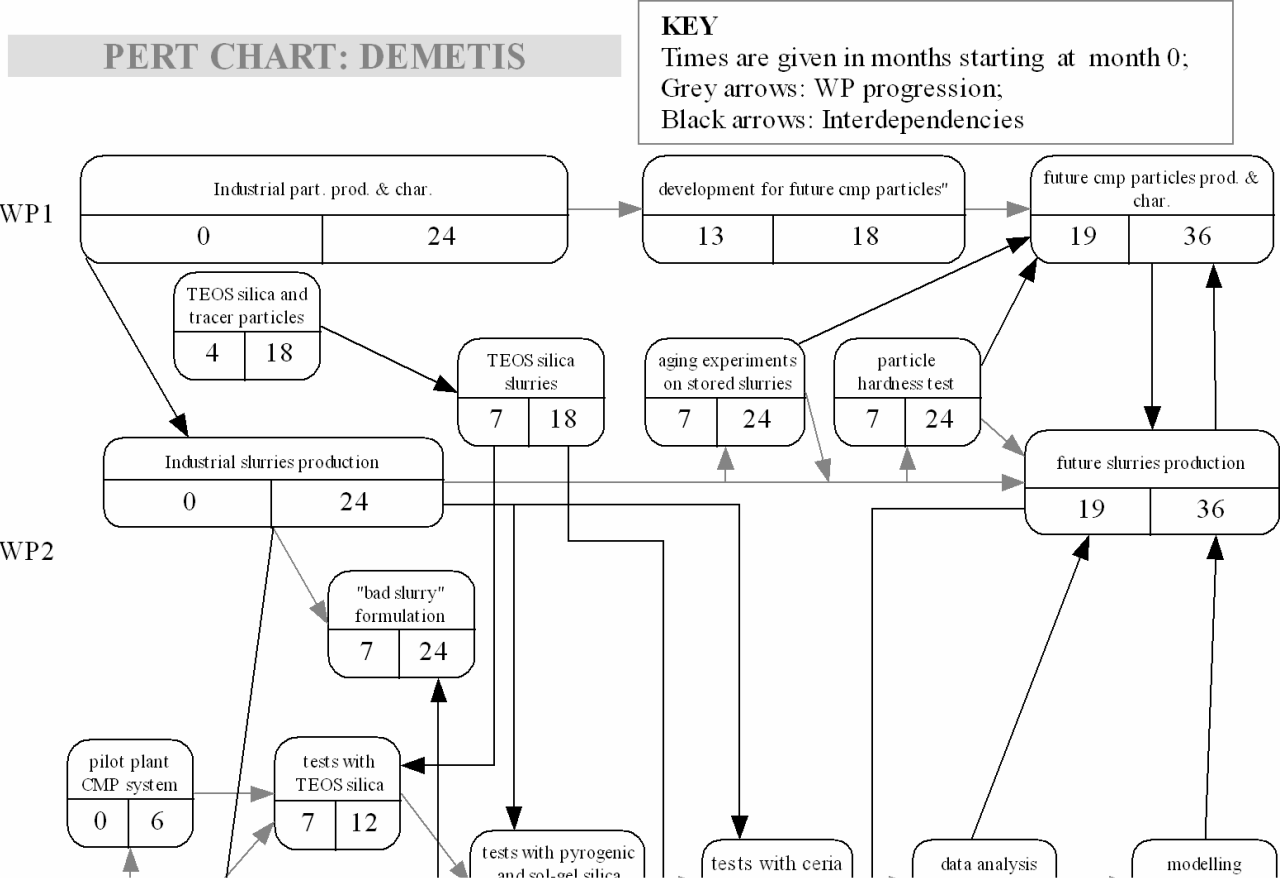 PERT CHART: DEMETIS
KEY
Times are given in months starting at month 0;
Grey arrows: WP progression;
Black arrows: Interdependencies
WP1
Industrial part. prod. & char.
0 24
development for future cmp particles"
13 18
future cmp particles prod. &
char.
19 36
TEOS silica and
tracer particles
4 18
TEOS silica
slurries
7 18
aging experiments
on stored slurries
7 24
particle
hardness test
7 24
Industrial slurries production
0 24
future slurries production
19 36
WP2
"bad slurry"
formulation
7 24
pilot plant
CMP system
0 6
tests with
TEOS silica
7 12
tests with pyrogenic
and sol-gel silica
tests with ceria
data analysis
modelling